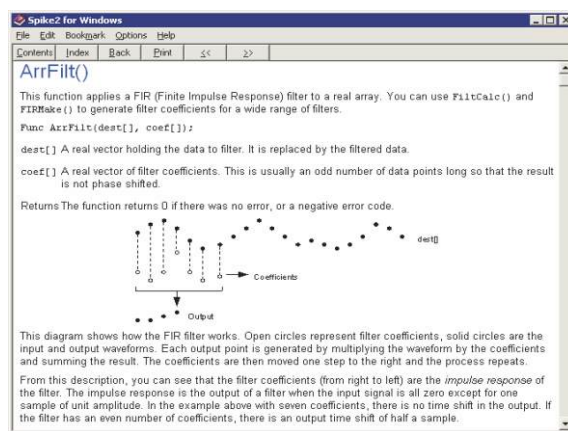 Spike2 for Windows
File Edit Bookmark Options Help
Contents Index Back Print << >>
ArrFilt()
This function applies a FIR (Finite Impulse Response) filter to a real array. You can use FiltCalc() and
FIRMake() to generate filter coefficients for a wide range of filters.
Func ArrFilt(dest[], coef[]);
dest[] A real vector holding the data to filter. It is replaced by the filtered data.
coef[] A real vector of filter coefficients. This is usually an odd number of data points long so that the result
is not phase shifted.
Returns The function returns 0 if there was no error, or a negative error code.
dest[]
Coefficients
Output
This diagram shows how the FIR filter works. Open circles represent filter coefficients, solid circles are the
input and output waveforms. Each output point is generated by multiplying the waveform by the coefficients
and summing the result. The coefficients are then moved one step to the right and the process repeats.
From this description, you can see that the filter coefficients (from right to left) are the impulse response of
the filter. The impulse response is the output of a filter when the input signal is all zero except for one
sample of unit amplitude. In the example above with seven coefficients, there is no time shift in the output. If
the filter has an even number of coefficients, there is an output time shift of half a sample.